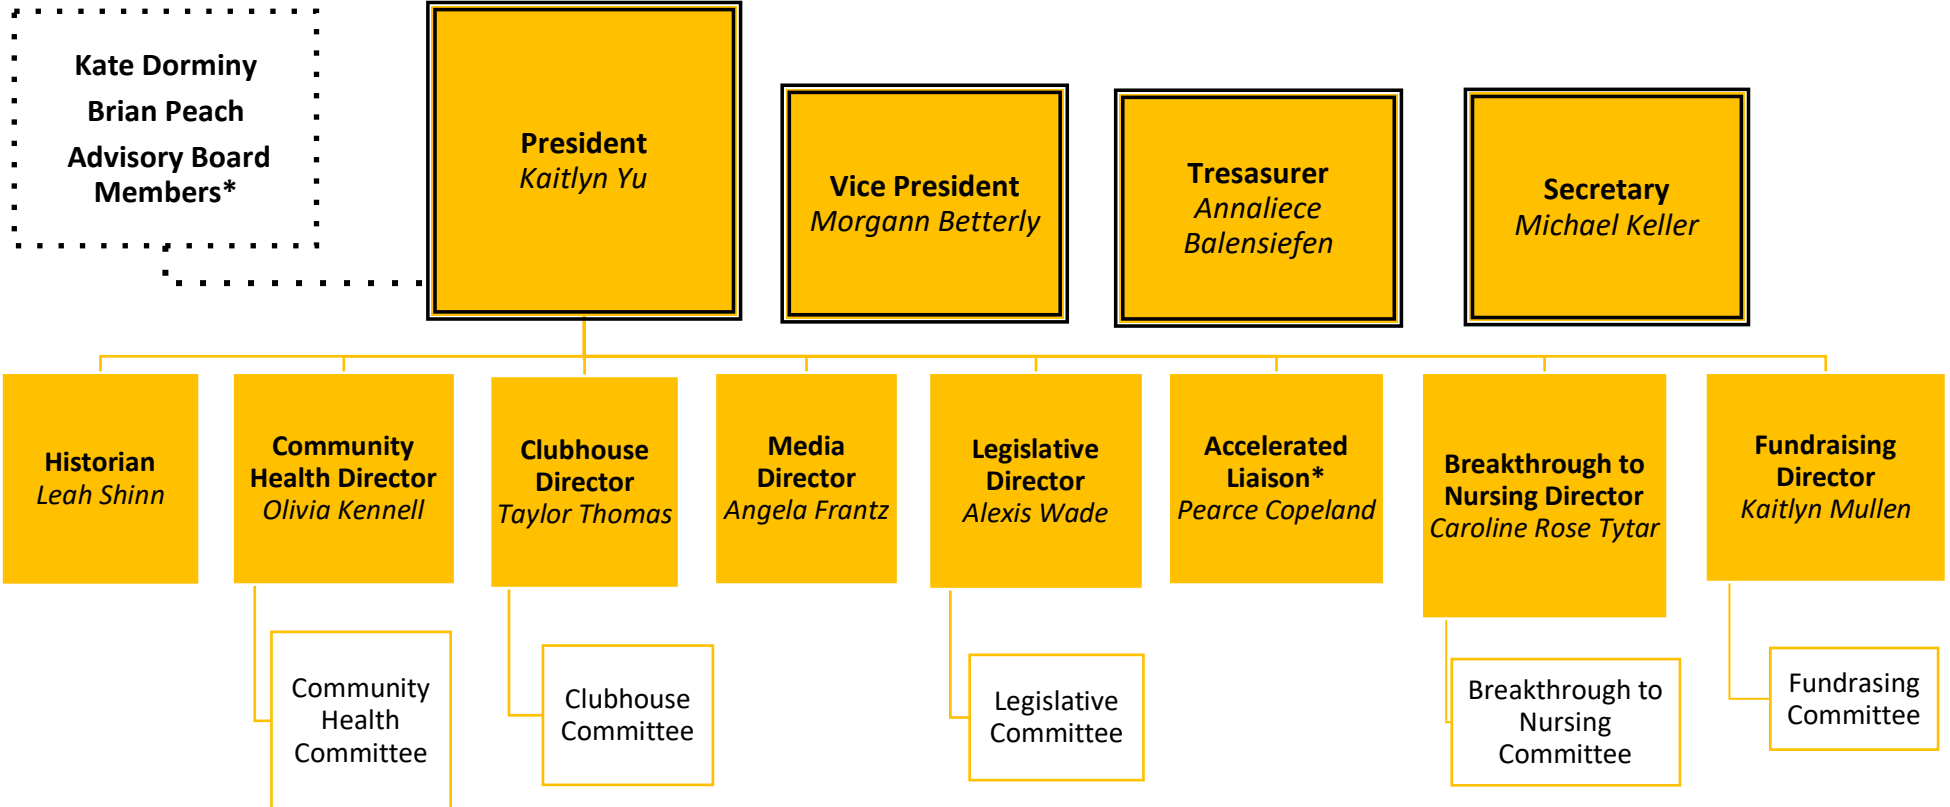 Kate Dorminy
Brian Peach
Advisory Board
Members*
President
Kaitlyn Yu
Vice President
Morgann Betterly
Tresasurer
Annaliece
Balensiefen
Secretary
Michael Keller
Historian
Leah Shinn
Community
Health Director
Olivia Kennell
Clubhouse
Director
Taylor Thomas
Media
Director
Angela Frantz
Legislative
Director
Alexis Wade
Accelerated
Liaison*
Pearce Copeland
Breakthrough to
Nursing Director
Caroline Rose Tytar
Fundraising
Director
Kaitlyn Mullen
Community
Health
Committee
Clubhouse
Committee
Legislative
Committee
Breakthrough to
Nursing
Committee
Fundrasing
Committee